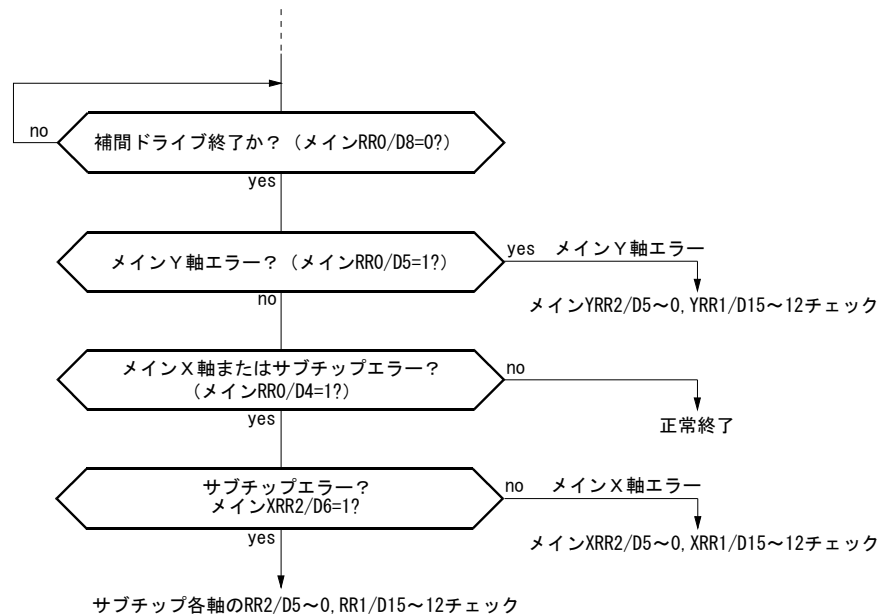 no
補間ドライブ終了か？（メインRR0/D8=0?）
yes
メインＹ軸エラー？（メインRR0/D5=1?）
yes メインＹ軸エラー
no
メインYRR2/D5～0,YRR1/D15～12チェック
メインＸ軸またはサブチップエラー？
（メインRR0/D4=1?）
no
yes
正常終了
サブチップエラー？
メインXRR2/D6=1?
no メインＸ軸エラー
yes
メインXRR2/D5～0,XRR1/D15～12チェック
サブチップ各軸のRR2/D5～0,RR1/D15～12チェック